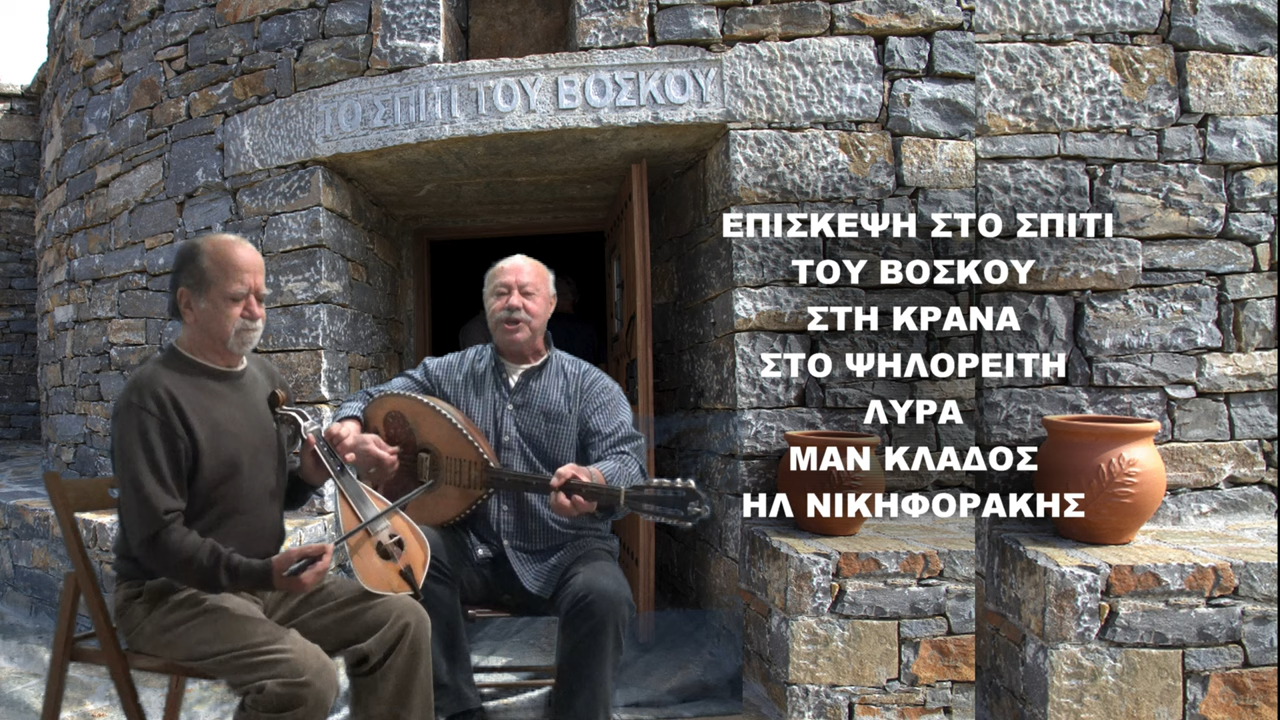 ΤΟ ΣΠΙΤΙ ΤΟΥ ΒΟΣΚΟΥ
ΕΠΙΣΚΕΨΗ ΣΤΟ ΣΠΙΤΙ
ΤΟΥ ΒΟΣΚΟΥ
ΣΤΗ ΚΡΑΝΑ
ΣΤΟ ΨΗΛΟΡΕΙΤΗ
ΛΥΡΑ
ΜΑΝ ΚΛΑΔΟΣ
ΗΛ ΝΙΚΗΦΟΡΑΚΗΣ